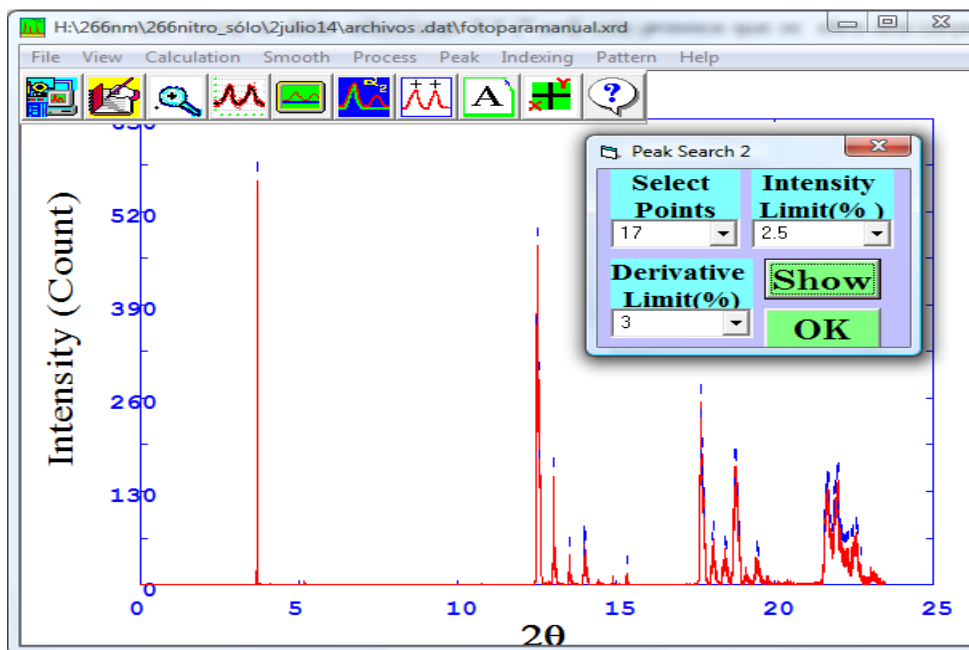 H:\266nm\266nitro_sólo\2julio14\archivos .dat\fotoparamanual.xrd
File View Calculation Smooth Process Peak Indexing Pattern Help
A
?
Peak Search 2
Select Points
Intensity Limit(% )
17
2.5
Derivative Limit(%)
Show
3
OK
Intensity (Count)
650
520
390
260
130
0
0 5 10 15 20 25
2θ